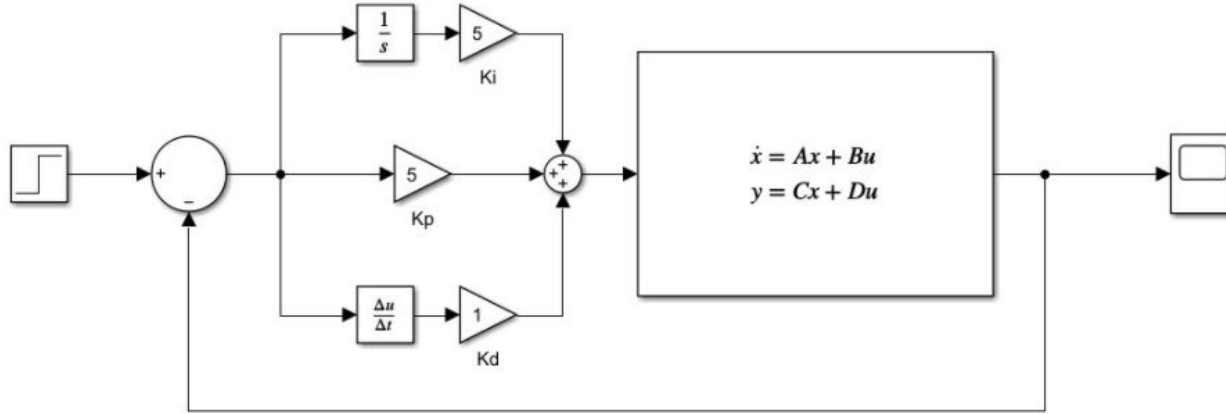 1/s
5
Ki
+
−
5
Kp
+
+
+
ẋ = Ax + Bu
y = Cx + Du
Δu/Δt
1
Kd